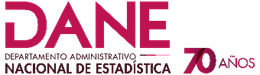 DANE
DEPARTAMENTO ADMINISTRATIVO
NACIONAL DE ESTADÍSTICA
70 AÑOS